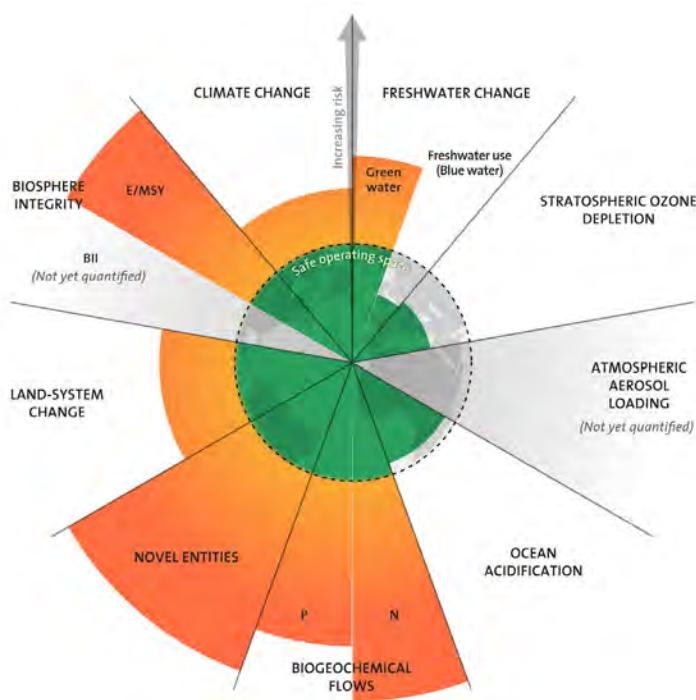 CLIMATE CHANGE
Increasing risk
FRESHWATER CHANGE
Green
water
Freshwater use
(Blue water)
BIOSPHERE
INTEGRITY
E/MSY
STRATOSPHERIC OZONE
DEPLETION
BII
(Not yet quantified)
Safe operating space
LAND-SYSTEM
CHANGE
ATMOSPHERIC
AEROSOL
LOADING
(Not yet quantified)
NOVEL ENTITIES
OCEAN
ACIDIFICATION
P
N
BIOGEOCHEMICAL
FLOWS